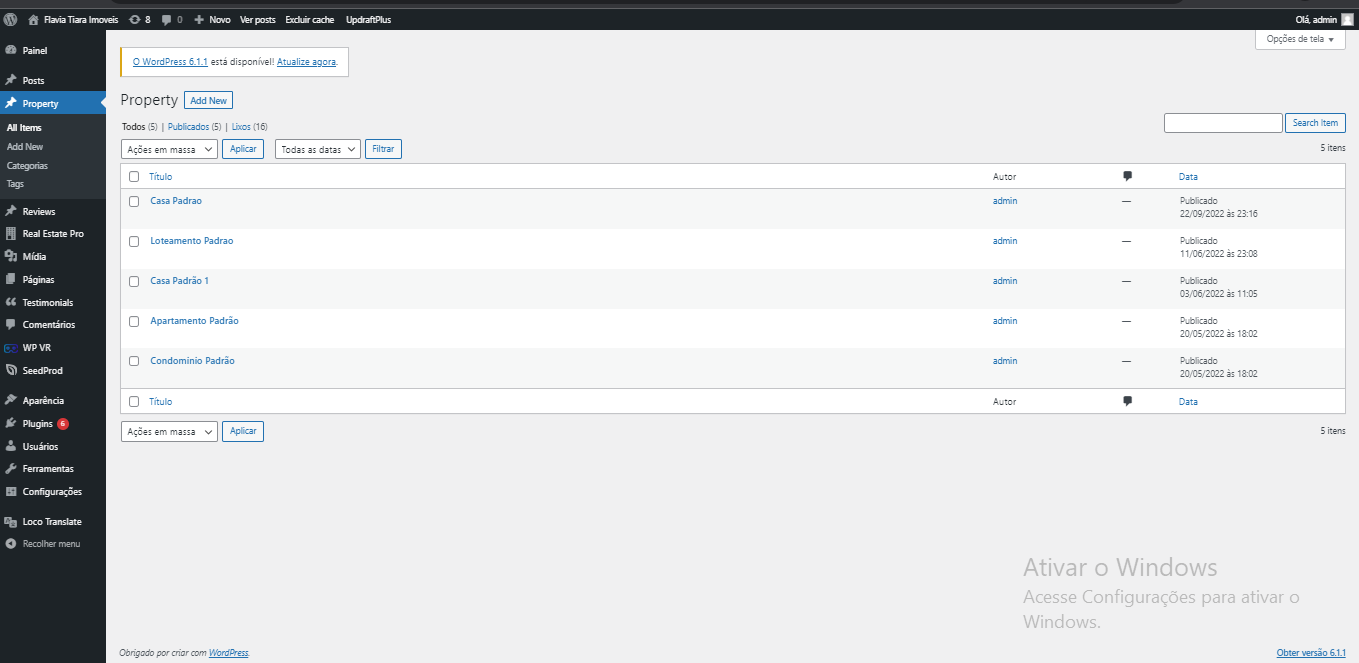 Flavia Tiara Imoveis 8 0 Novo Ver posts Excluir cache UpdraftPlus Olá, admin
Opções de tela
Painel
Posts
Property
All Items
Add New
Categorias
Tags
Reviews
Real Estate Pro
Mídia
Páginas
Testimonials
Comentários
WP VR
SeedProd
Aparência
Plugins 6
Usuários
Ferramentas
Configurações
Loco Translate
Recolher menu
O WordPress 6.1.1 está disponível! Atualize agora.
Property Add New
Todos (5) | Publicados (5) | Lixos (16)
Search Item
Ações em massa Aplicar Todas as datas Filtrar
5 itens
Título Autor Data
Casa Padrao admin — Publicado
22/09/2022 às 23:16
Loteamento Padrao admin — Publicado
11/06/2022 às 23:08
Casa Padrão 1 admin — Publicado
03/06/2022 às 11:05
Apartamento Padrão admin — Publicado
20/05/2022 às 18:02
Condomínio Padrão admin — Publicado
20/05/2022 às 18:02
Título Autor Data
Ações em massa Aplicar
5 itens
Ativar o Windows
Acesse Configurações para ativar o
Windows.
Obrigado por criar com WordPress.
Obter versão 6.1.1